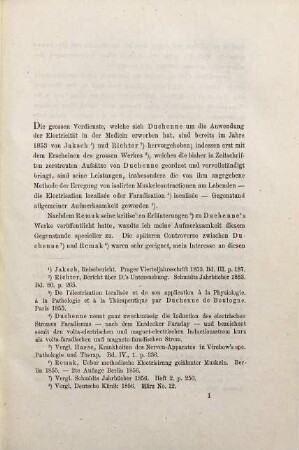 Die grossen Verdienste, welche sich Duchenne um die Anwendung
der Electricität in der Medicin erworben hat, sind bereits im Jahre
1853 von Jaksch ¹) und Richter ²) hervorgehoben; indessen erst mit
dem Erscheinen des grossen Werkes ³), welches die bisher in Zeitschrif-
ten zerstreuten Aufsätze von Duchenne geordnet und vervollständigt
bringt, sind seine Leistungen, insbesondere die von ihm angegebene
Methode der Erregung von isolirten Muskelcontractionen am Lebenden —
die Electrisation localisée oder Faradisation ⁴) localisée — Gegenstand
allgemeiner Aufmerksamkeit geworden ⁵)
Nachdem Remak seine kritischen Erläuterungen ⁶) zu Duchenne's
Werke veröffentlicht hatte, wandte ich meine Aufmerksamkeit diesem
Gegenstande specieller zu. Die späteren Controverse zwischen Du-
chenne ⁷) und Remak ⁸) waren sehr geeignet, mein Interesse an diesen
¹) Jaksch, Reisebericht. Prager Vierteljahrsschrift 1853. Bd. III, p. 187.
²) Richter, Bericht über D.'s Untersuchung. Schmidts Jahrbücher 1853.
Bd. 80. p. 265.
³) De l'électrisation localisée et de son application à la Physiologie,
à la Pathologie et à la Thérapeutique par Duchenne de Boulogne.
Paris 1855.
⁴) Duchenne nennt ganz zweckmässig die Induction des electrischen
Stromes Faradismus — nach dem Entdecker Faraday — und bezeichnet
somit den volta-electrischen und magnet-electrischen Inductionsstrom kurz
als volta-faradischen und magneto-faradischen Strom.
⁵) Vergl. Hasse, Krankheiten des Nerven-Apparates in Virchow's spec.
Pathologie und Therap. Bd. IV., 1. p. 356.
⁶) Remak, Ueber methodische Electrisirung gelähmter Muskeln. Ber-
lin 1855. — 2te Auflage Berlin 1856.
⁷) Vergl. Schmidts Jahrbücher 1856. Heft 2. p. 250.
⁸) Vergl. Deutsche Klinik 1856. März No. 12.
1